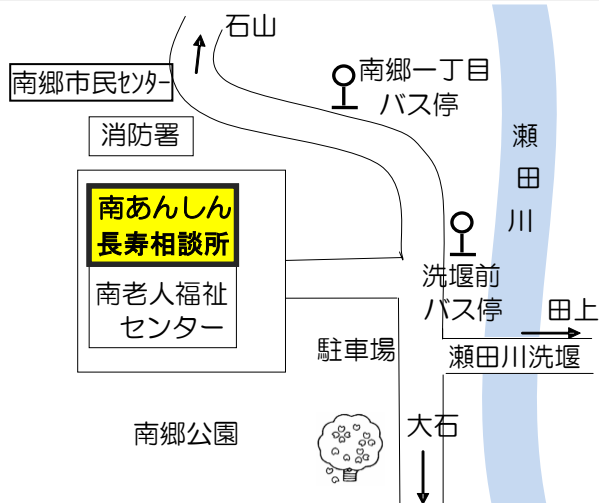 石山
南郷市民センター
南郷一丁目
バス停
消防署
瀬田川
南あんしん
長寿相談所
洗堰前
バス停
南老人福祉
センター
田上
駐車場
瀬田川洗堰
南郷公園
大石